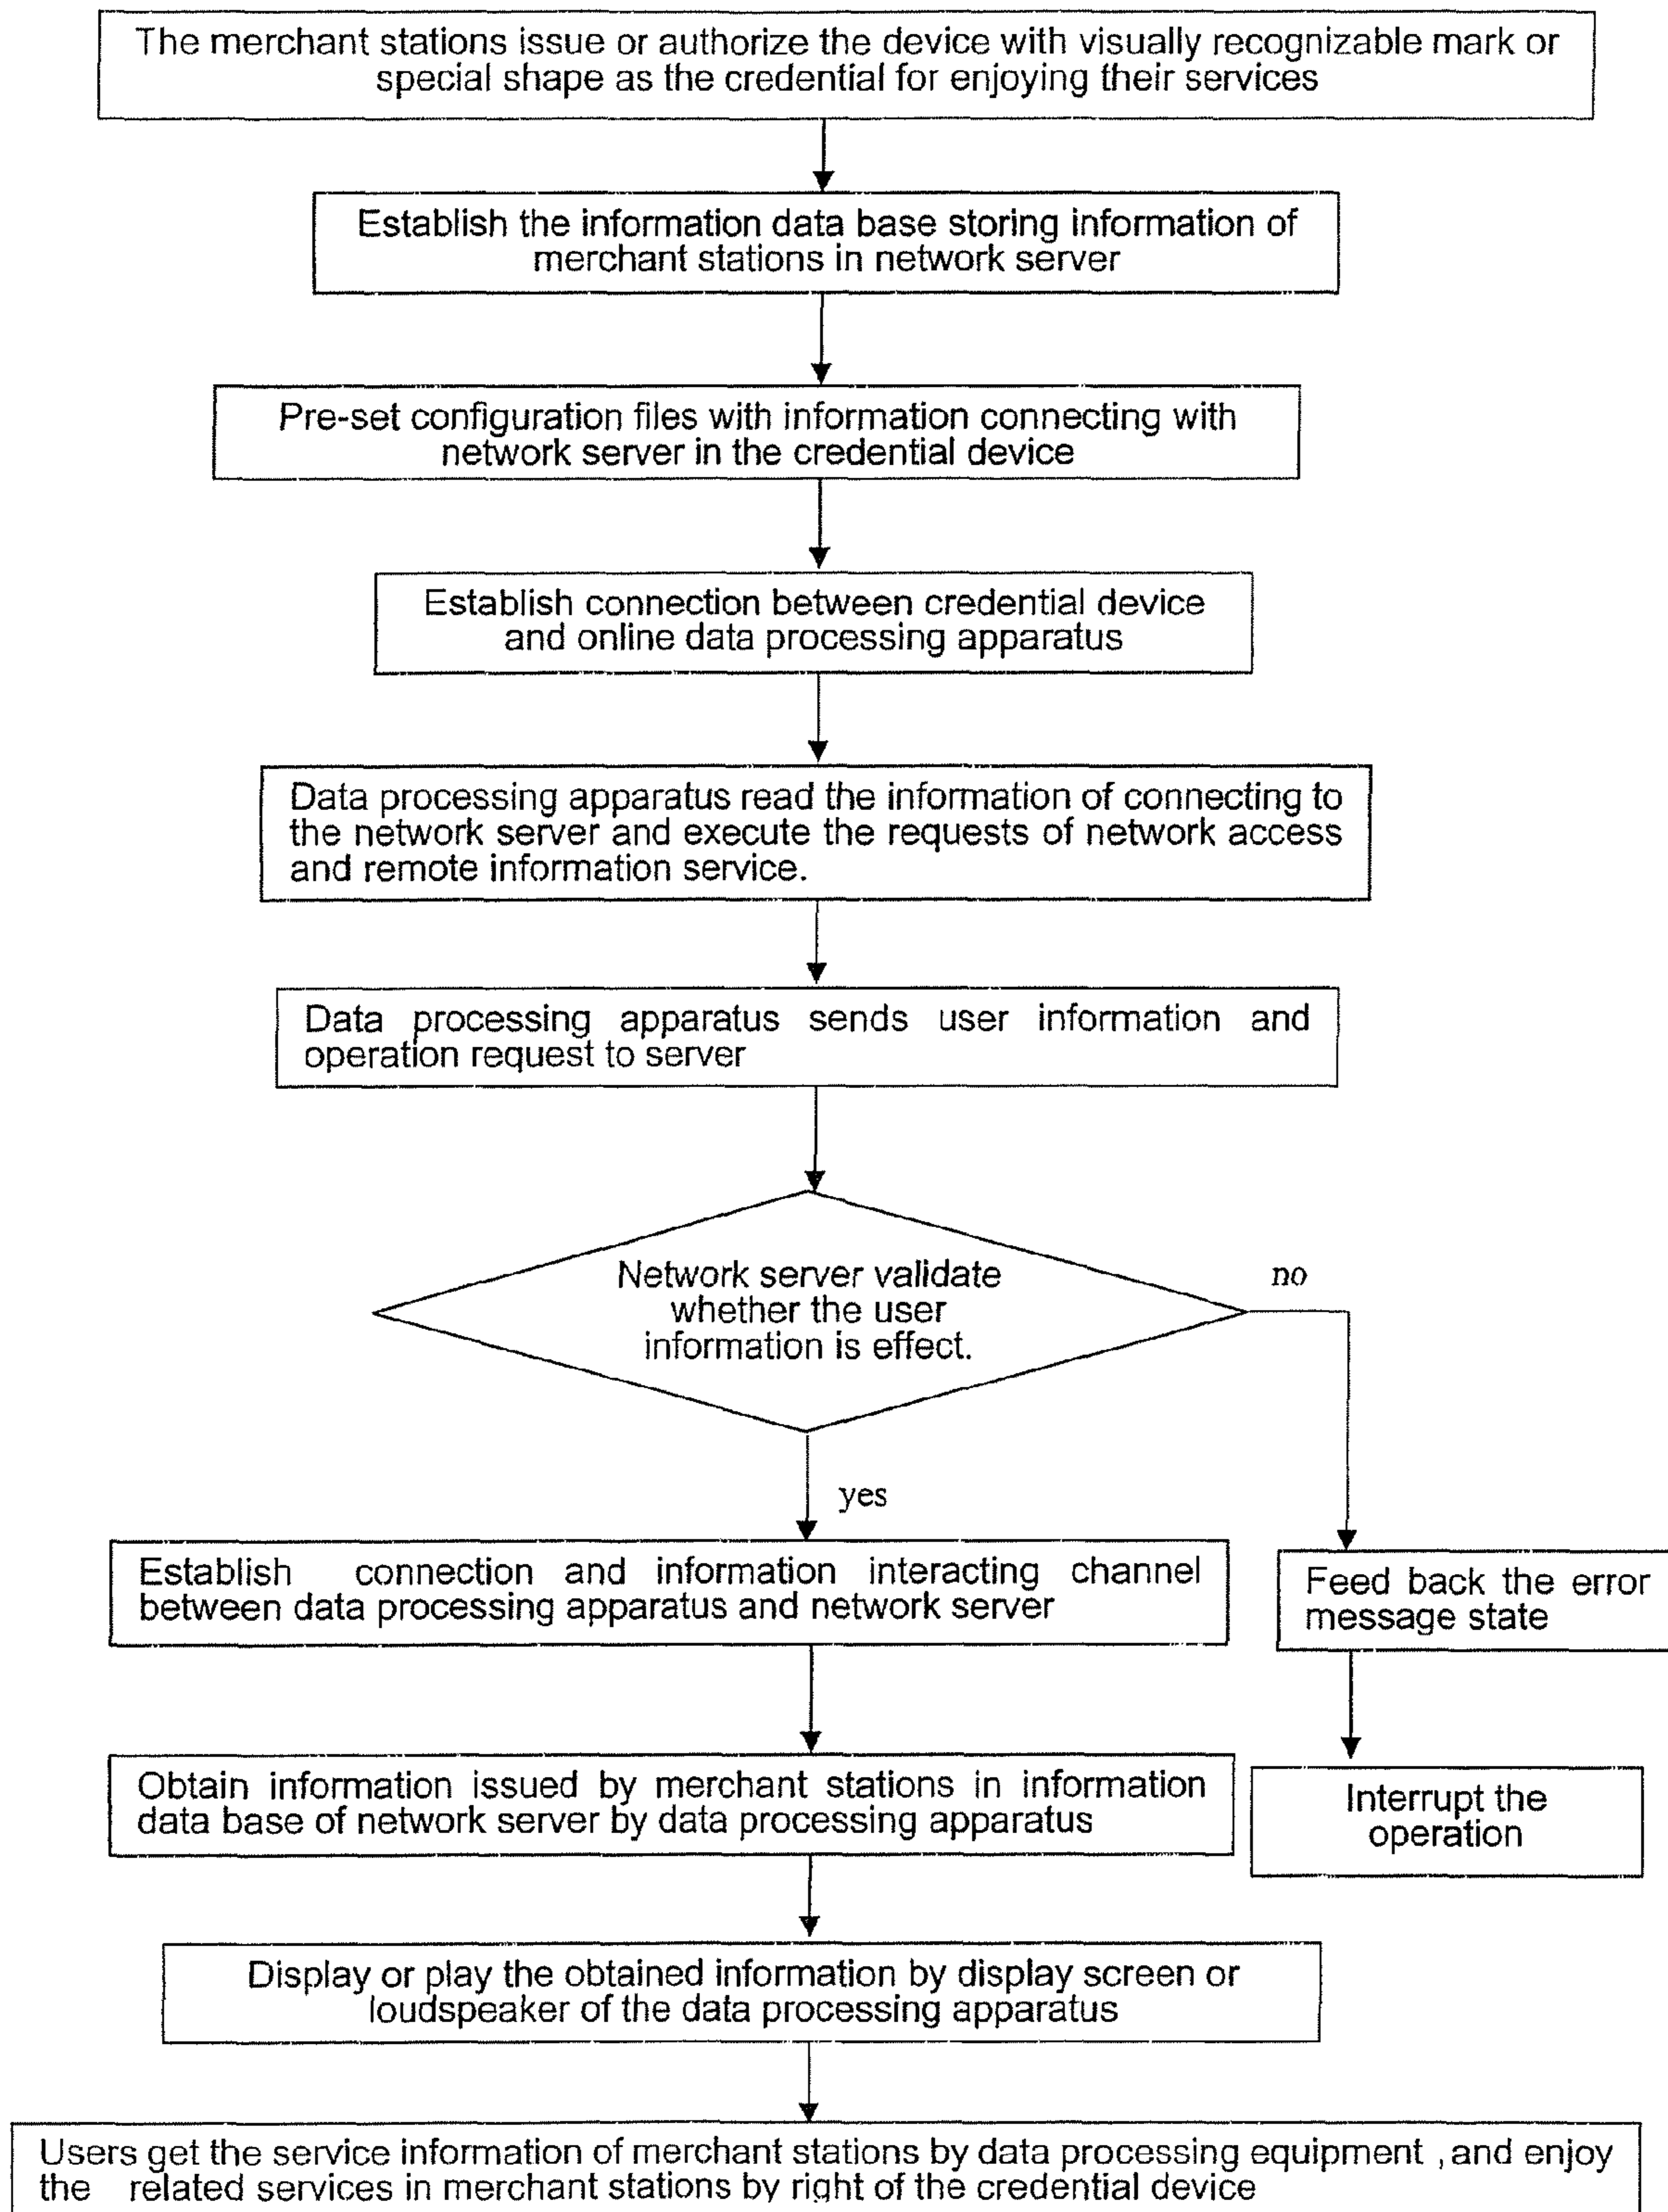 The merchant stations issue or authorize the device with visually recognizable mark or
special shape as the credential for enjoying their services
Establish the information data base storing information of
merchant stations in network server
Pre-set configuration files with information connecting with
network server in the credential device
Establish connection between credential device
and online data processing apparatus
Data processing apparatus read the information of connecting to
the network server and execute the requests of network access
and remote information service.
Data processing apparatus sends user information and
operation request to server
Network server validate
whether the user
information is effect.
no
yes
Establish connection and information interacting channel
between data processing apparatus and network server
Feed back the error
message state
Obtain information issued by merchant stations in information
data base of network server by data processing apparatus
Interrupt the
operation
Display or play the obtained information by display screen or
loudspeaker of the data processing apparatus
Users get the service information of merchant stations by data processing equipment , and enjoy
the related services in merchant stations by right of the credential device